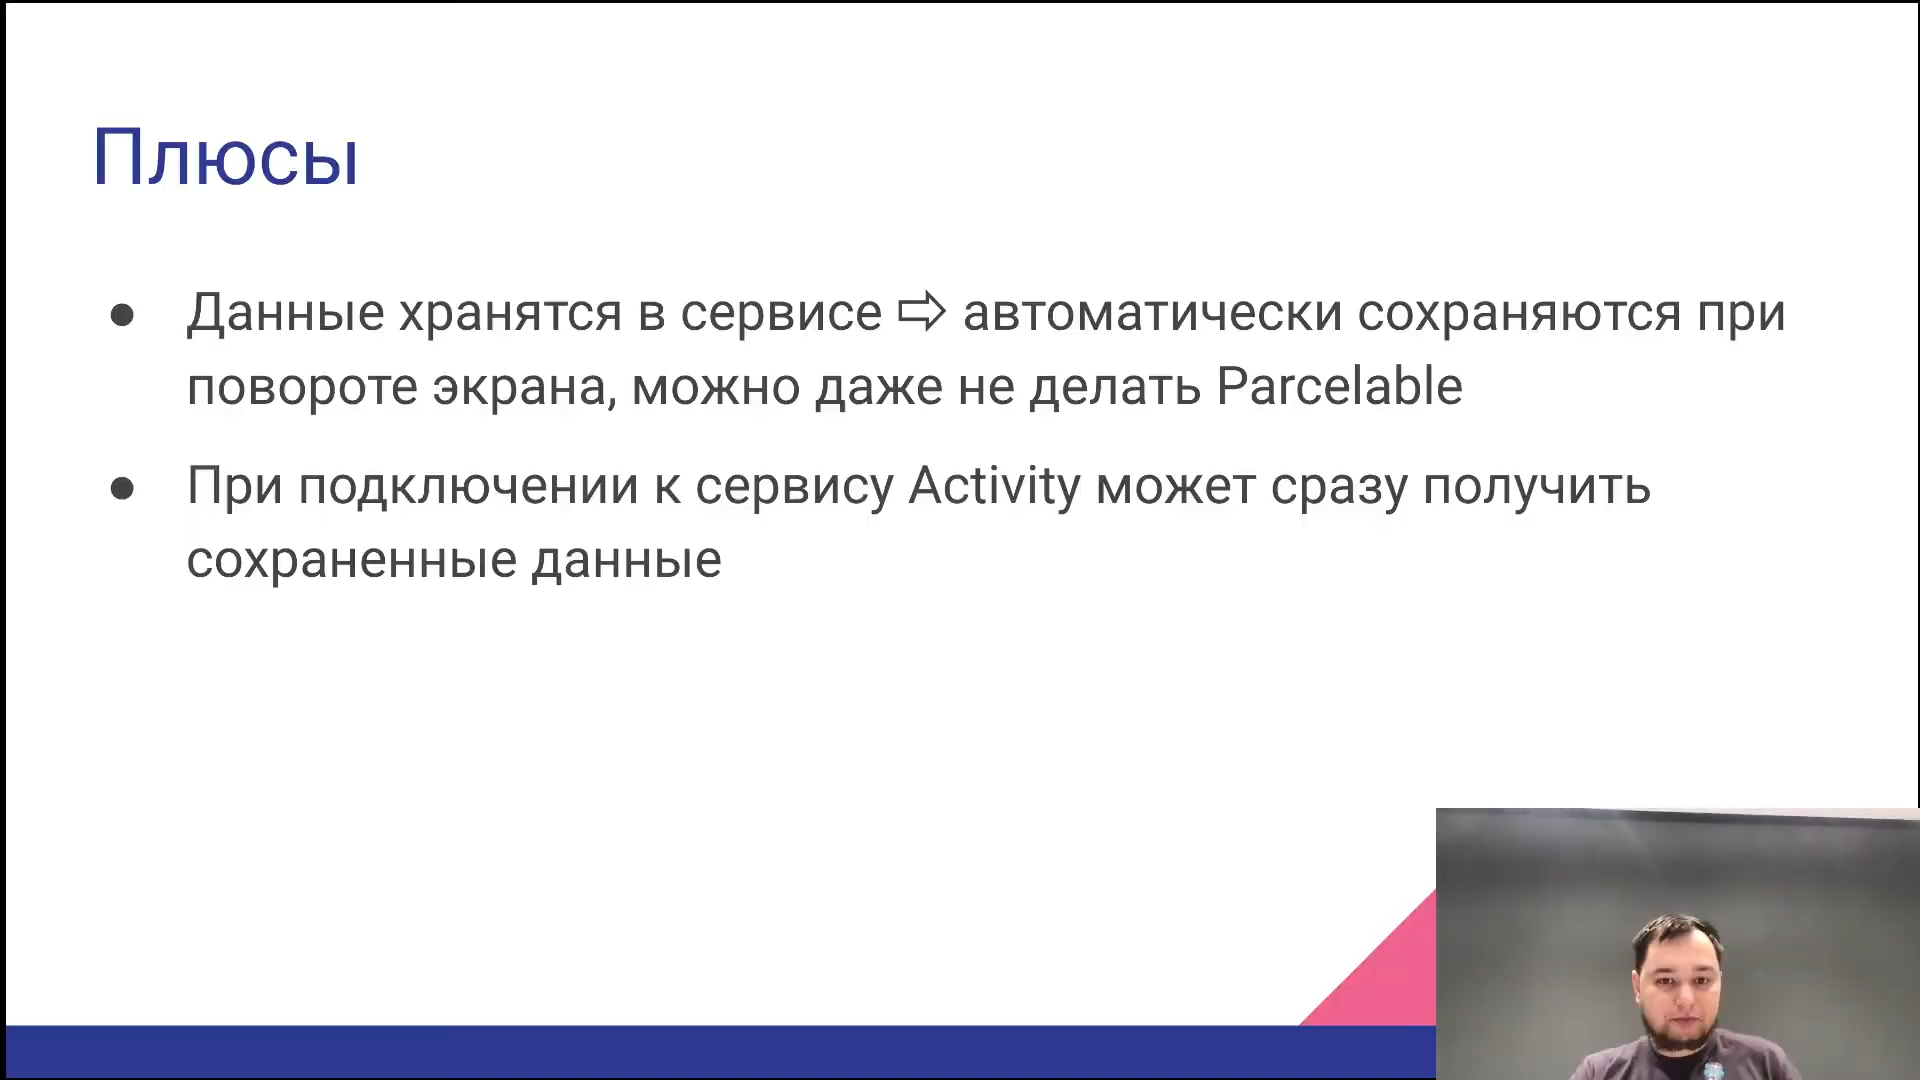 Плюсы
● Данные хранятся в сервисе ⇨ автоматически сохраняются при
повороте экрана, можно даже не делать Parcelable
● При подключении к сервису Activity может сразу получить
сохраненные данные